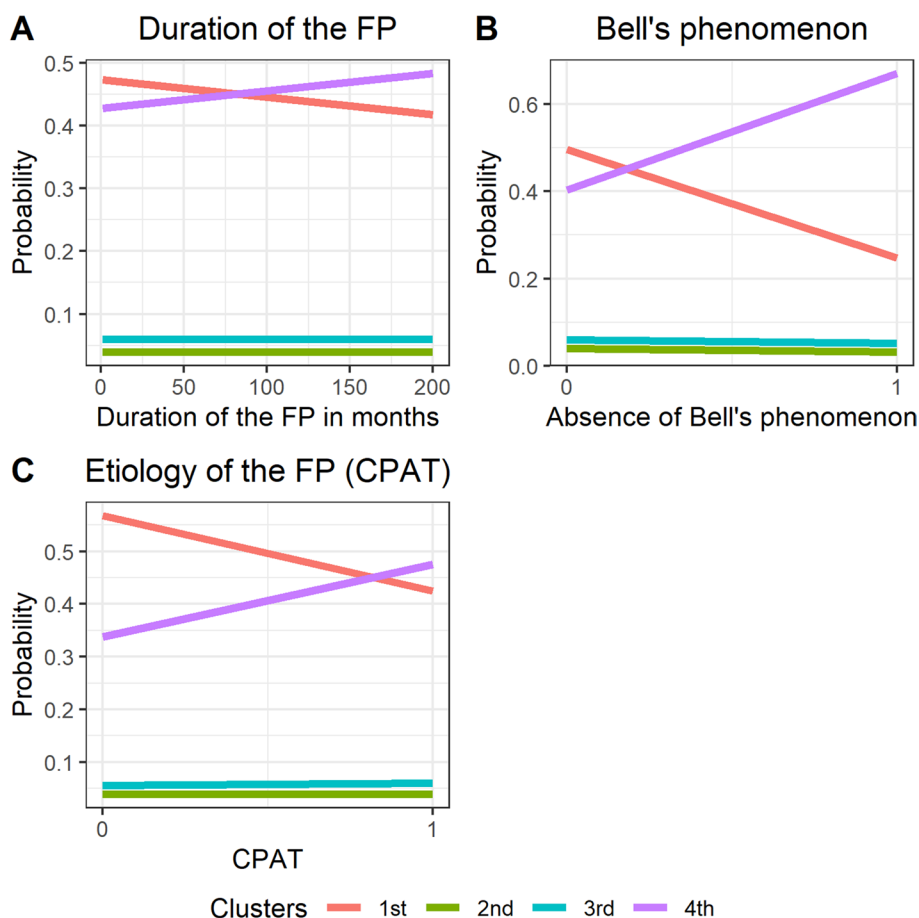 A Duration of the FP
0.5
0.4
0.3
0.2
0.1
Probability
0 50 100 150 200
Duration of the FP in months
B Bell's phenomenon
0.6
0.4
0.2
0.0
Probability
0 1
Absence of Bell's phenomenon
C Etiology of the FP (CPAT)
0.5
0.4
0.3
0.2
0.1
Probability
0 1
CPAT
Clusters 1st 2nd 3rd 4th